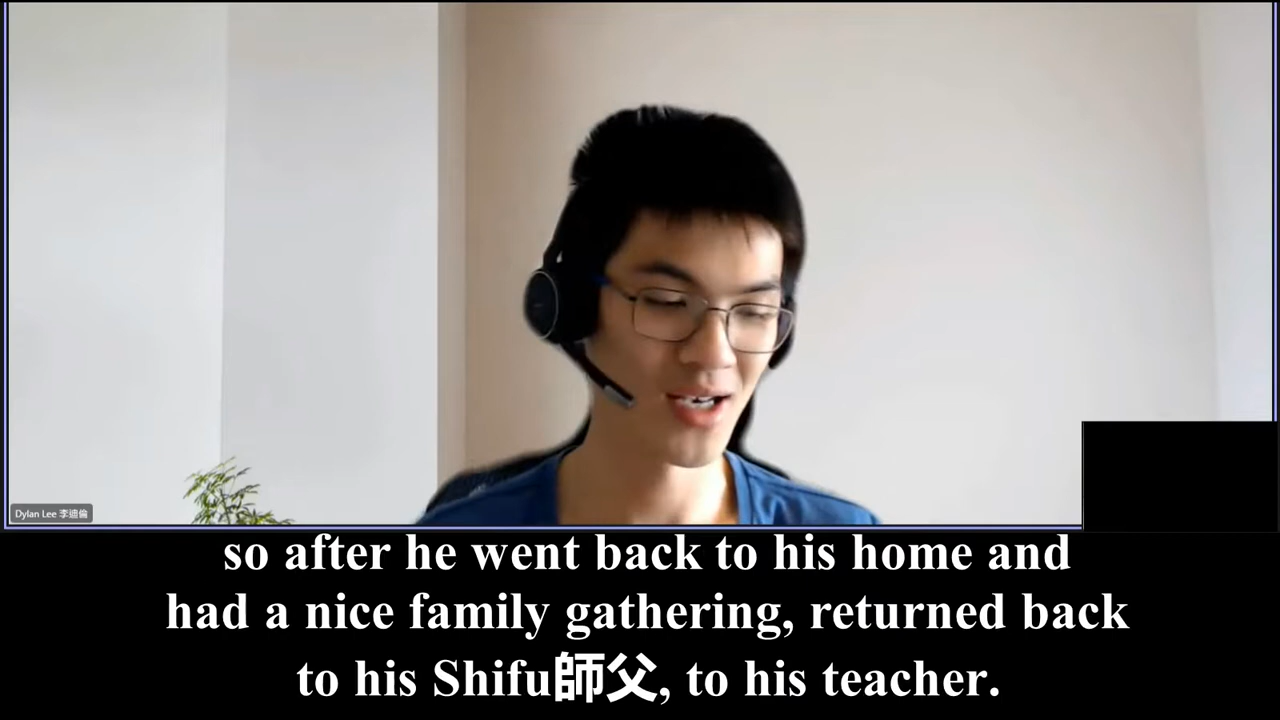 Dylan Lee 李迪倫
so after he went back to his home and
had a nice family gathering, returned back
to his Shifu師父, to his teacher.